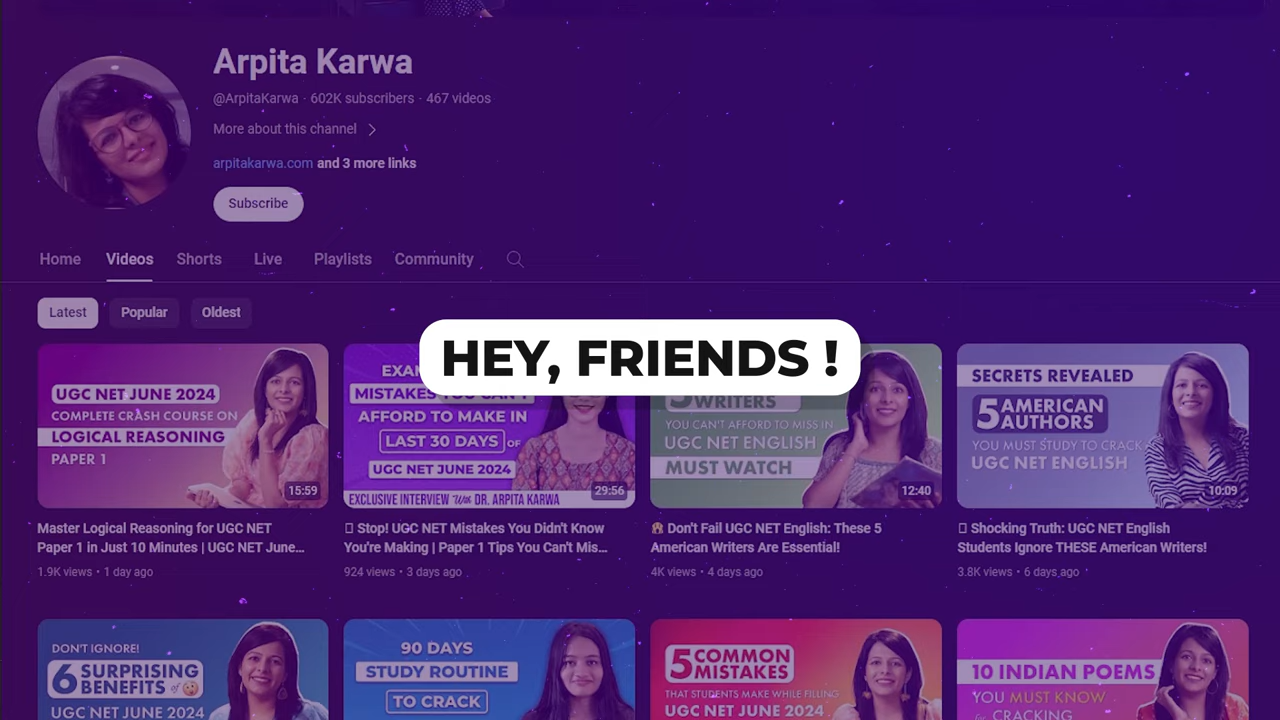 Arpita Karwa
@ArpitaKarwa · 602K subscribers · 467 videos
More about this channel
arpitakarwa.com and 3 more links
Subscribe
Home Videos Shorts Live Playlists Community
Latest Popular Oldest
HEY, FRIENDS !
UGC NET JUNE 2024
COMPLETE CRASH COURSE ON
LOGICAL REASONING
PAPER 1
15:59
MISTAKES YOU CAN'T
AFFORD TO MAKE IN
LAST 30 DAYS OF
UGC NET JUNE 2024
EXCLUSIVE INTERVIEW With DR. ARPITA KARWA
29:56
5 WRITERS
YOU CAN'T AFFORD TO MISS IN
UGC NET ENGLISH
MUST WATCH
12:40
SECRETS REVEALED
5 AMERICAN
AUTHORS
YOU MUST STUDY TO CRACK
UGC NET ENGLISH
10:09
Master Logical Reasoning for UGC NET
Paper 1 in Just 10 Minutes | UGC NET June...
1.9K views • 1 day ago
Stop! UGC NET Mistakes You Didn't Know
You're Making | Paper 1 Tips You Can't Mis...
924 views • 3 days ago
Don't Fail UGC NET English: These 5
American Writers Are Essential!
4K views • 4 days ago
Shocking Truth: UGC NET English
Students Ignore THESE American Writers!
3.8K views • 6 days ago
DON'T IGNORE!
6 SURPRISING
BENEFITS of
UGC NET JUNE 2024
90 DAYS
STUDY ROUTINE
TO CRACK
5 COMMON
MISTAKES
THAT STUDENTS MAKE WHILE FILLING
UGC NET JUNE 2024
10 INDIAN POEMS
YOU MUST KNOW
for CRACKING